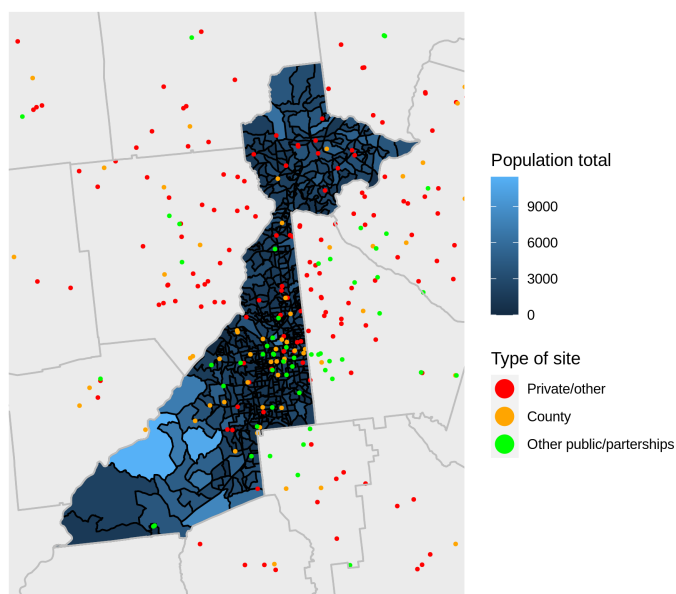 Population total
9000
6000
3000
0
Type of site
Private/other
County
Other public/parterships